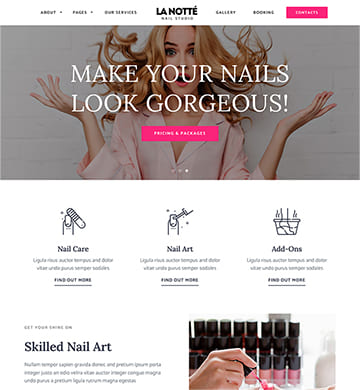 ABOUT PAGES OUR SERVICES LA NOTTÉ GALLERY BOOKING CONTACTS
NAIL STUDIO
MAKE YOUR NAILS
LOOK GORGEOUS!
PRICING & PACKAGES
Nail Care Nail Art Add-Ons
Ligula risus auctor tempus and dolor Ligula risus auctor tempus and dolor Ligula risus auctor tempus and dolor
vitae undo purus semper sodales vitae undo purus semper sodales vitae undo purus semper sodales
FIND OUT MORE FIND OUT MORE FIND OUT MORE
GET YOUR SHINE ON
Skilled Nail Art
Nullam tempor sapien gravida donec and pretium ipsum porta
integer justo an odio vitae auctor integer congue magna
undo purus a pretium ligula rutrum magna egestas